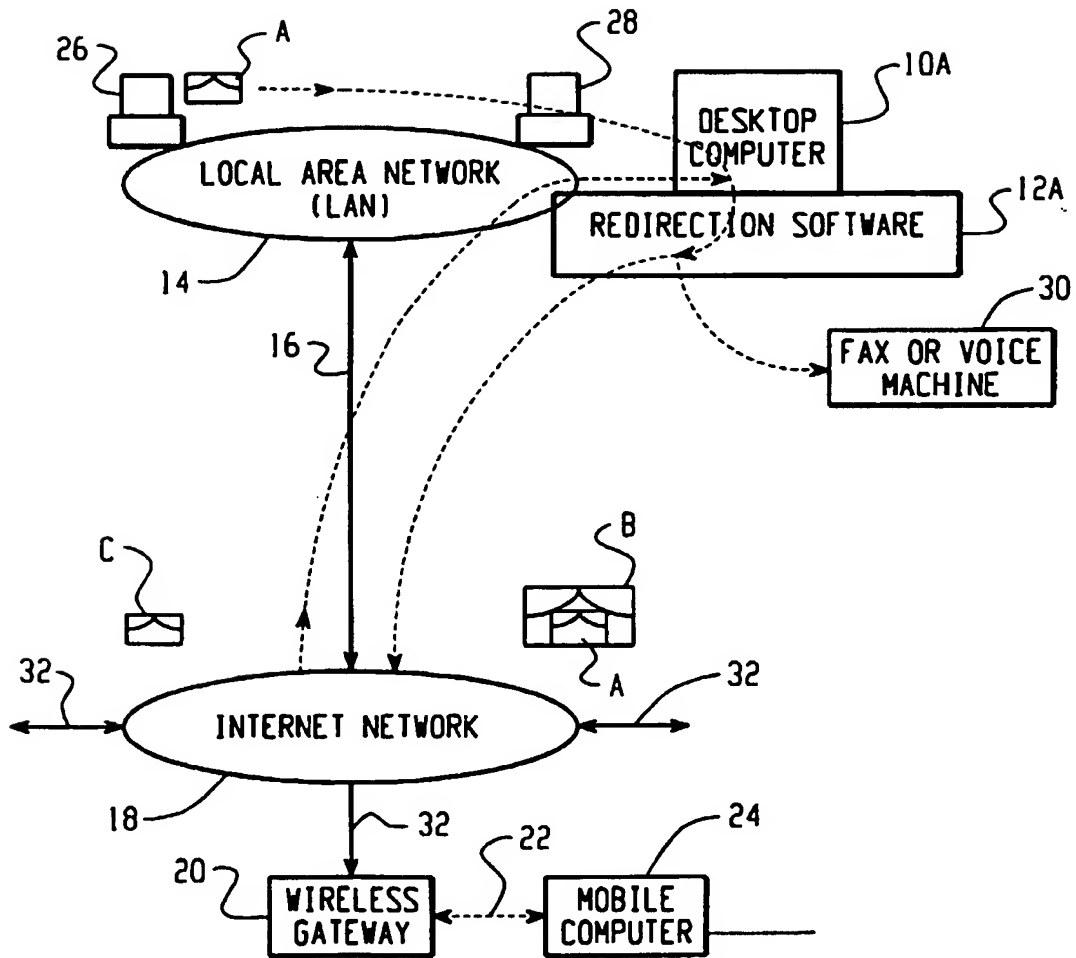 26
A
28
10A
DESKTOP
COMPUTER
LOCAL AREA NETWORK
(LAN)
12A
REDIRECTION SOFTWARE
14
30
16
FAX OR VOICE
MACHINE
C
B
32
A
32
INTERNET NETWORK
18
32
22
24
20
WIRELESS
GATEWAY
MOBILE
COMPUTER